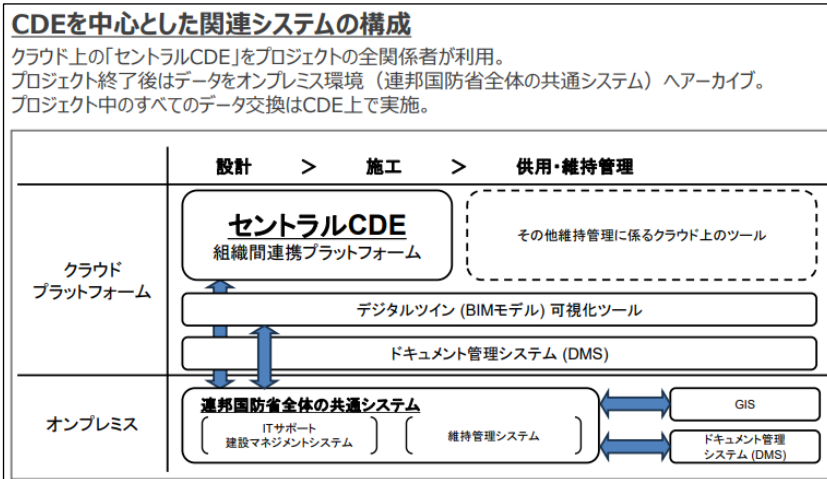 CDEを中心とした関連システムの構成
クラウド上の「セントラルCDE」をプロジェクトの全関係者が利用。
プロジェクト終了後はデータをオンプレミス環境（連邦国防省全体の共通システム）へアーカイブ。
プロジェクト中のすべてのデータ交換はCDE上で実施。
設計 ＞ 施工 ＞ 供用・維持管理
クラウド
プラットフォーム
セントラルCDE
組織間連携プラットフォーム
その他維持管理に係るクラウド上のツール
デジタルツイン (BIMモデル) 可視化ツール
ドキュメント管理システム (DMS)
オンプレミス
連邦国防省全体の共通システム
ITサポート
建設マネジメントシステム
維持管理システム
GIS
ドキュメント管理
システム (DMS)